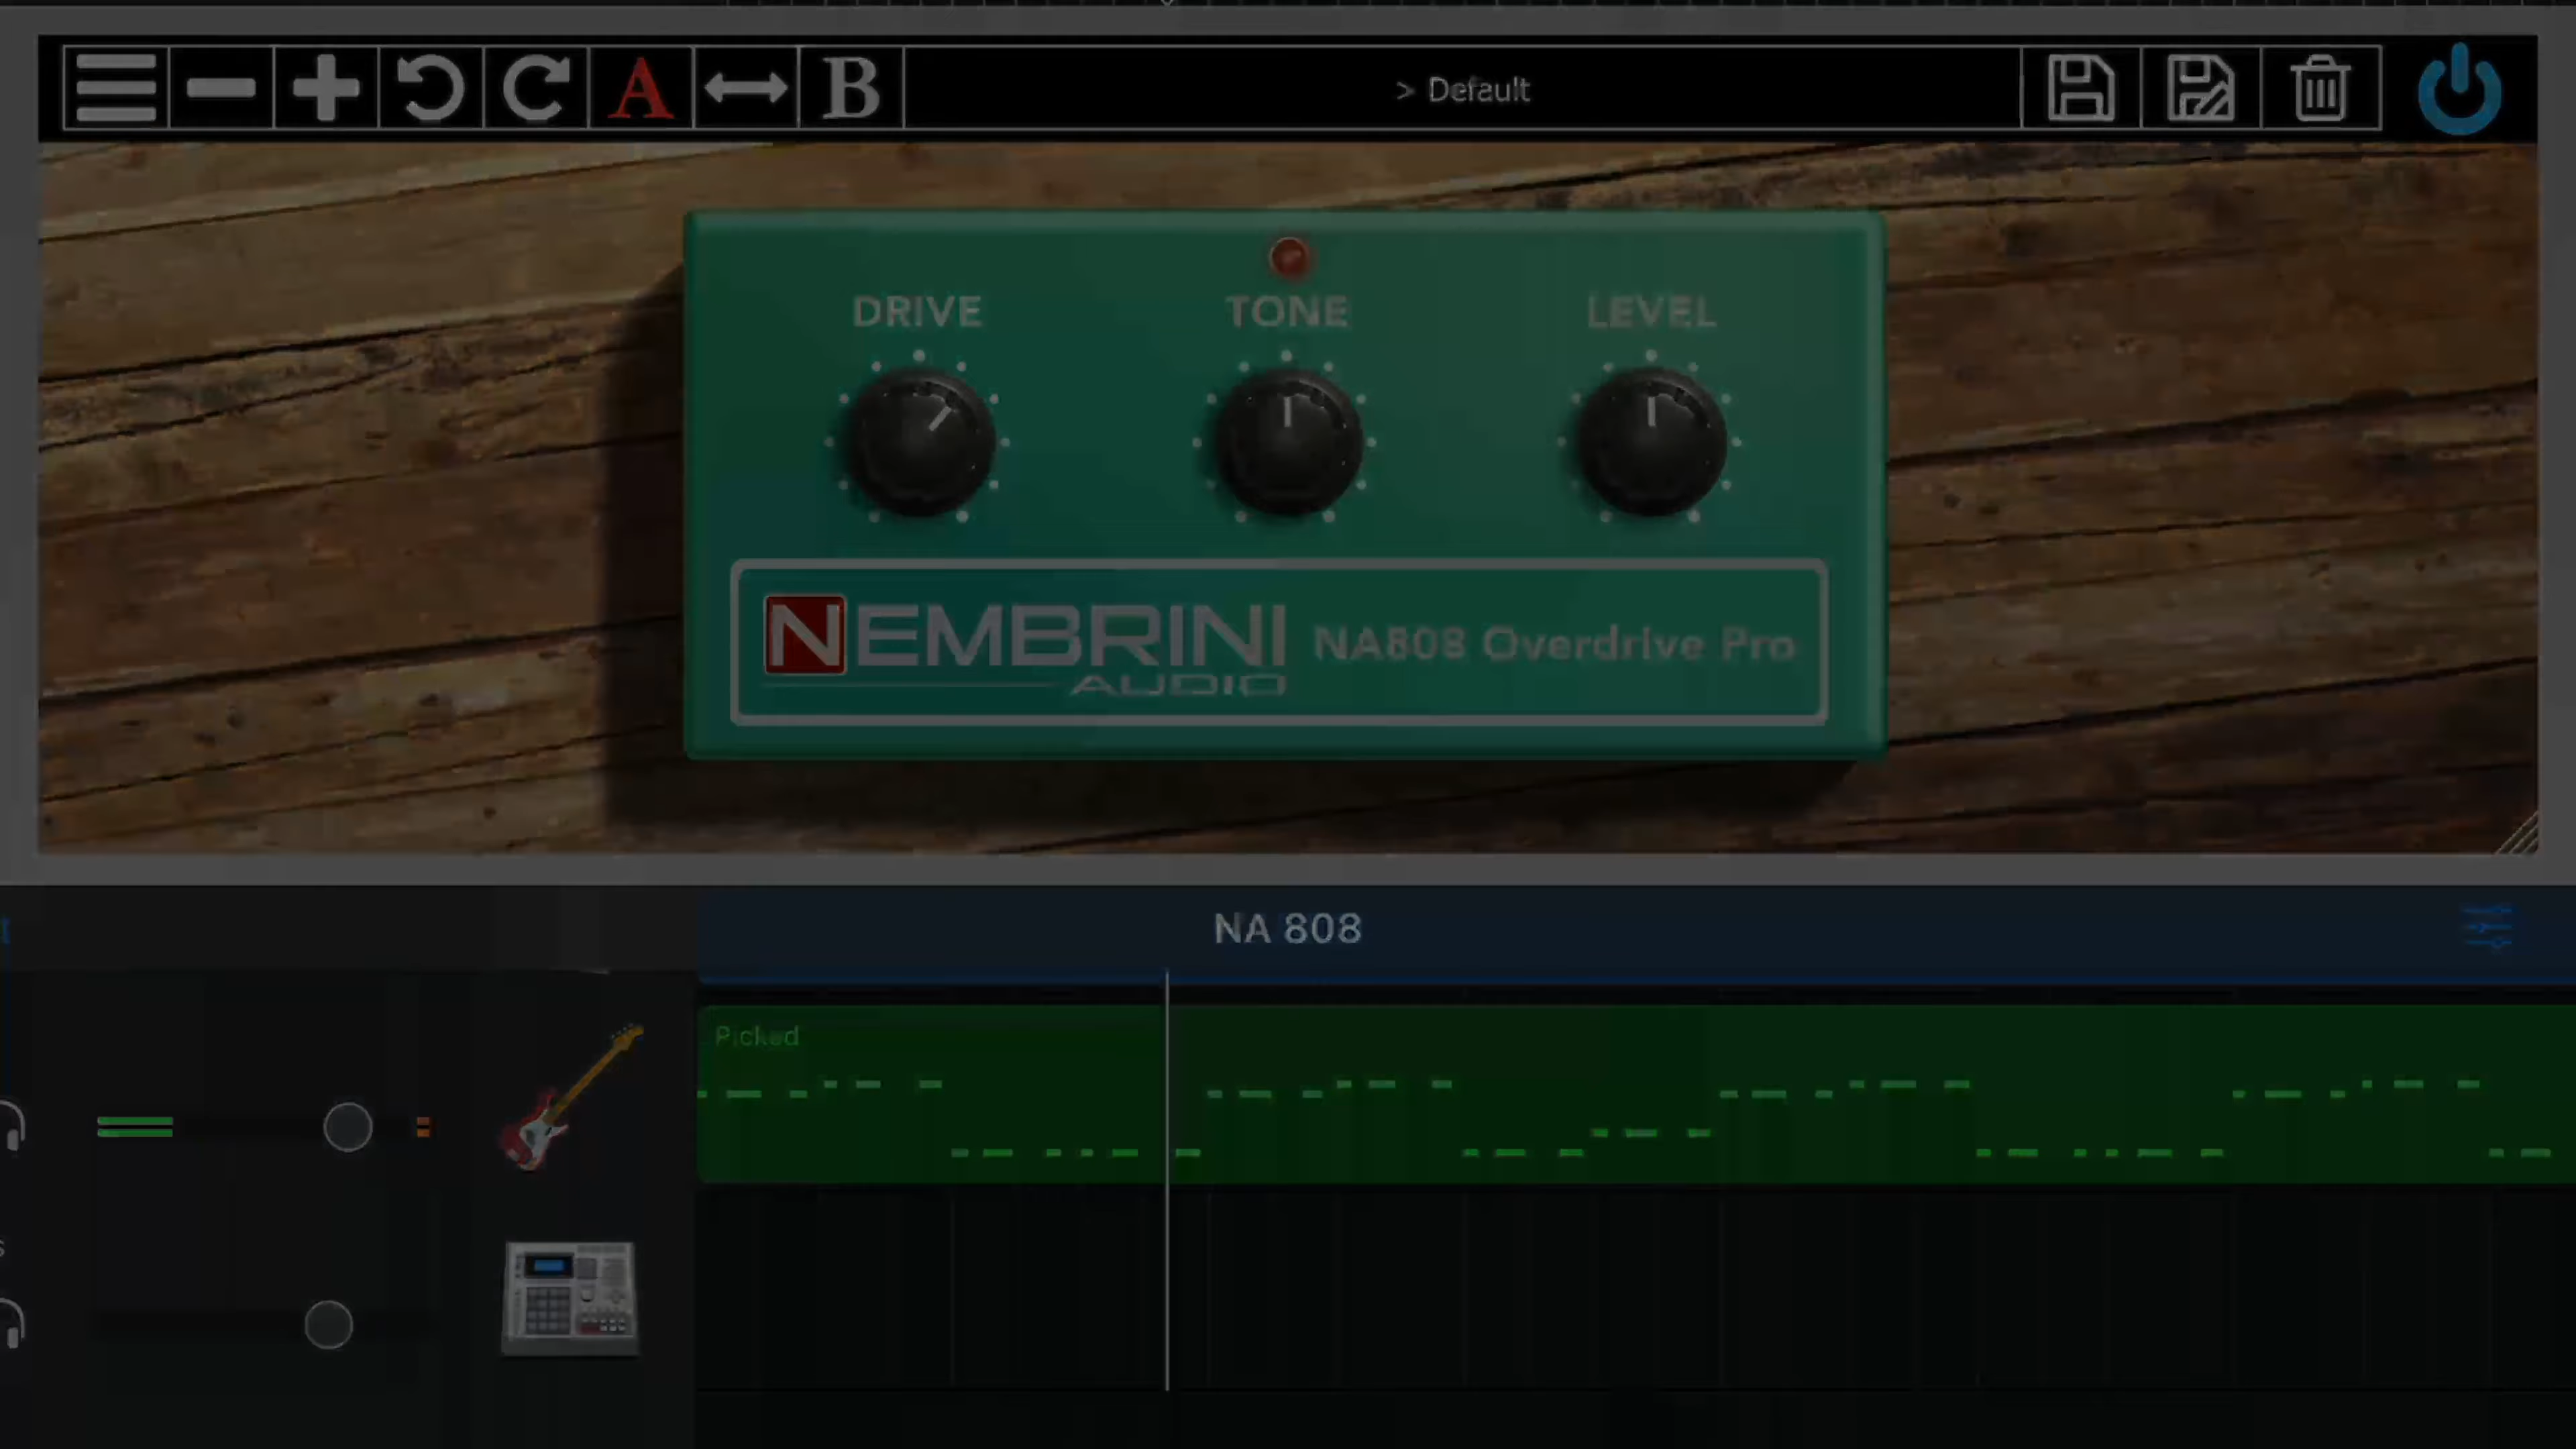 A B > Default
DRIVE TONE LEVEL
NEMBRINI NA808 Overdrive Pro
AUDIO
NA 808
Picked